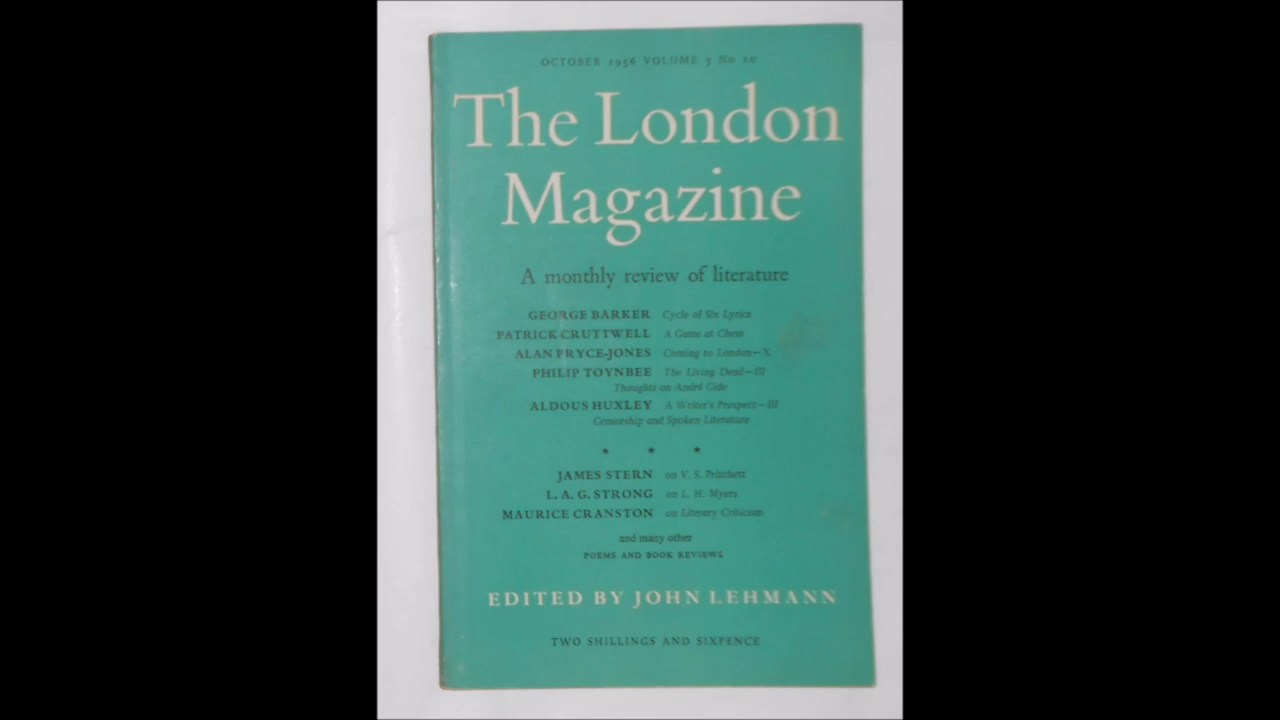 OCTOBER 1956 VOLUME 3 No 10
The London
Magazine
A monthly review of literature
GEORGE BARKER Cycle of Six Lyrics
PATRICK CRUTTWELL A Game at Chess
ALAN PRYCE-JONES Coming to London—X
PHILIP TOYNBEE The Living Dead—III
Thoughts on André Gide
ALDOUS HUXLEY A Writer's Prospect—III
Censorship and Spoken Literature
* * *
JAMES STERN on V. S. Pritchett
L. A. G. STRONG on L. H. Myers
MAURICE CRANSTON on Literary Criticism
and many other
POEMS AND BOOK REVIEWS
EDITED BY JOHN LEHMANN
TWO SHILLINGS AND SIXPENCE